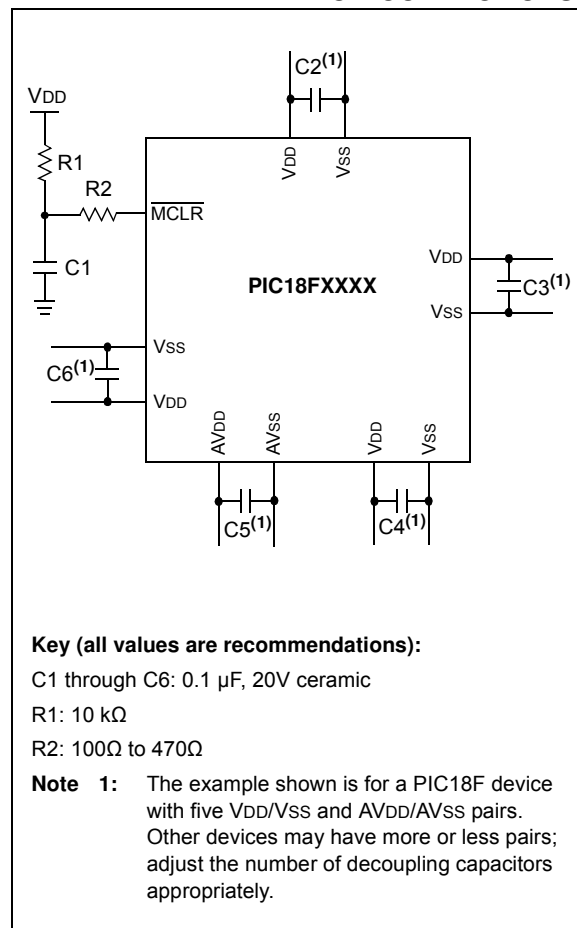 C2(1)
VDD
R1
R2
C1
VDD
VSS
MCLR
PIC18FXXXX
VDD
VSS
C3(1)
VSS
VDD
C6(1)
AVDD
AVSS
VDD
VSS
C5(1)
C4(1)
Key (all values are recommendations):
C1 through C6: 0.1 µF, 20V ceramic
R1: 10 kΩ
R2: 100Ω to 470Ω
Note 1: The example shown is for a PIC18F device
with five VDD/VSS and AVDD/AVSS pairs.
Other devices may have more or less pairs;
adjust the number of decoupling capacitors
appropriately.